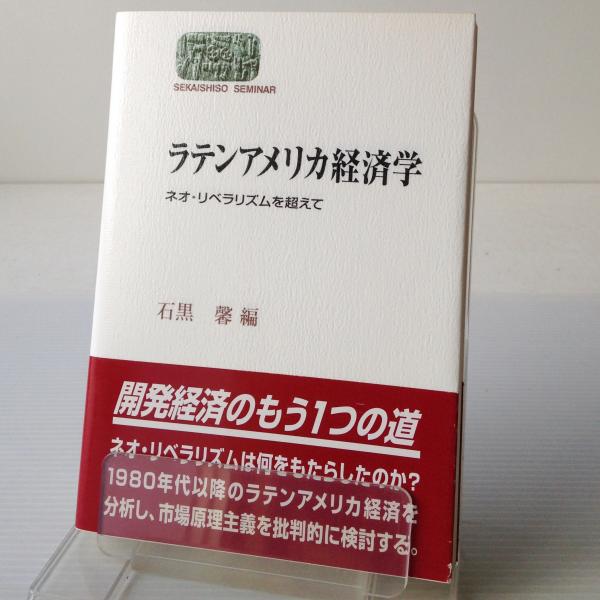 SEKAISHISO SEMINAR
ラテンアメリカ経済学
ネオ・リベラリズムを超えて
石黒 馨 編
開発経済のもう1つの道
ネオ・リベラリズムは何をもたらしたのか?
1980年代以降のラテンアメリカ経済を
分析し、市場原理主義を批判的に検討する。